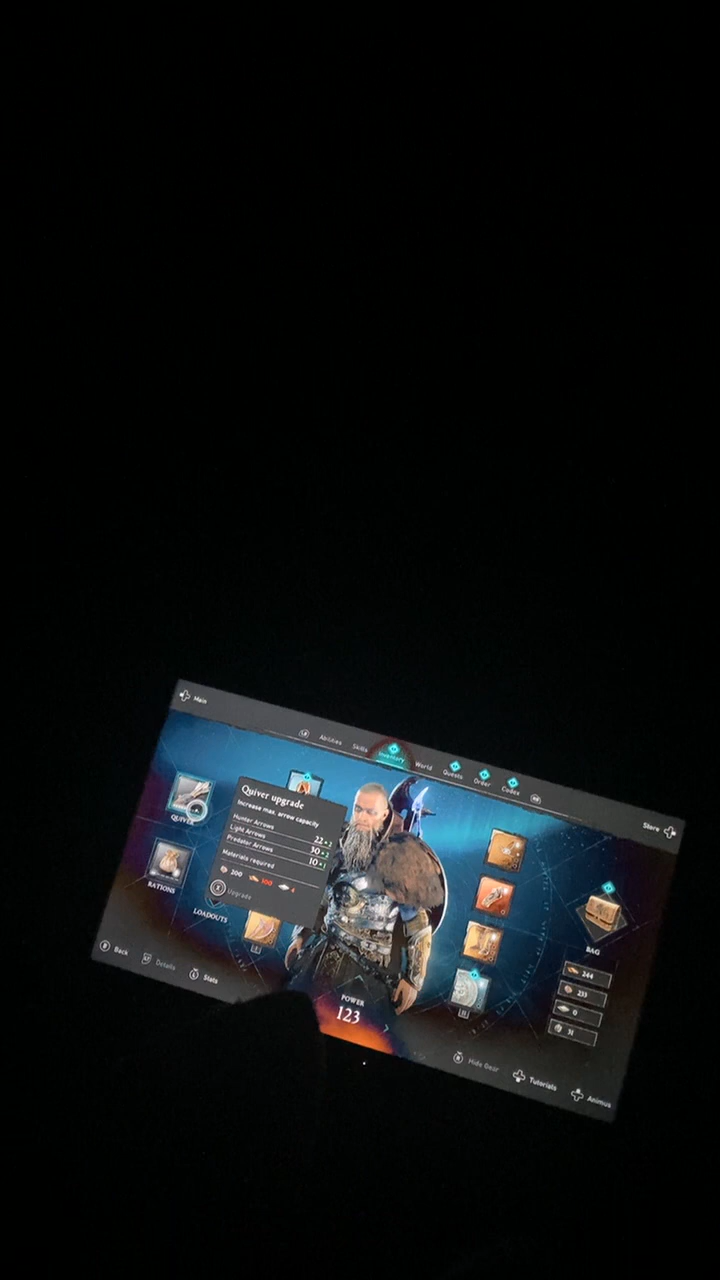 Main
Abilities
Skills
Inventory
World
Quests
Order
Codex
Store
QUIVER
Quiver upgrade
Increase max. arrow capacity
Hunter Arrows
22
Light Arrows
30
Predator Arrows
10
Materials required
200
Upgrade
RATIONS
LOADOUTS
BAG
244
233
0
31
POWER
123
Back
Details
Stats
Hide Gear
Tutorials
Animus